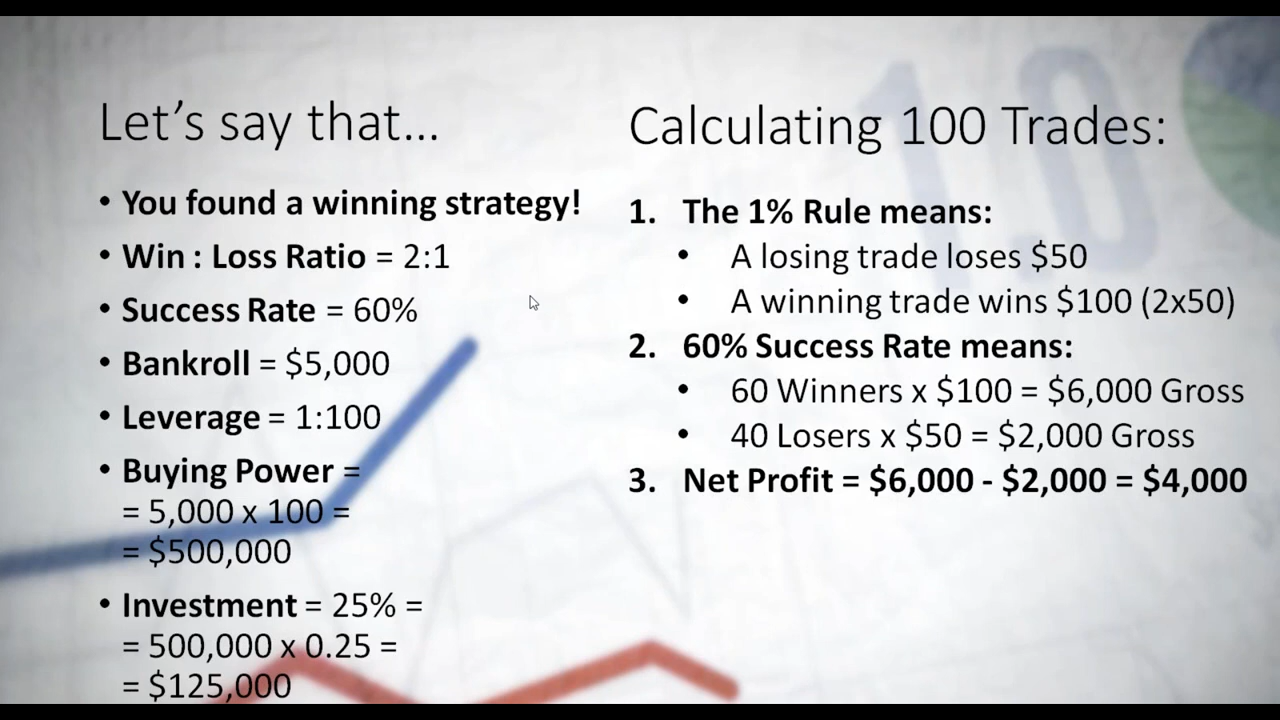 Let's say that...
• You found a winning strategy!
• Win : Loss Ratio = 2:1
• Success Rate = 60%
• Bankroll = $5,000
• Leverage = 1:100
• Buying Power =
= 5,000 x 100 =
= $500,000
• Investment = 25% =
= 500,000 x 0.25 =
= $125,000
Calculating 100 Trades:
1. The 1% Rule means:
• A losing trade loses $50
• A winning trade wins $100 (2x50)
2. 60% Success Rate means:
• 60 Winners x $100 = $6,000 Gross
• 40 Losers x $50 = $2,000 Gross
3. Net Profit = $6,000 - $2,000 = $4,000
1.0